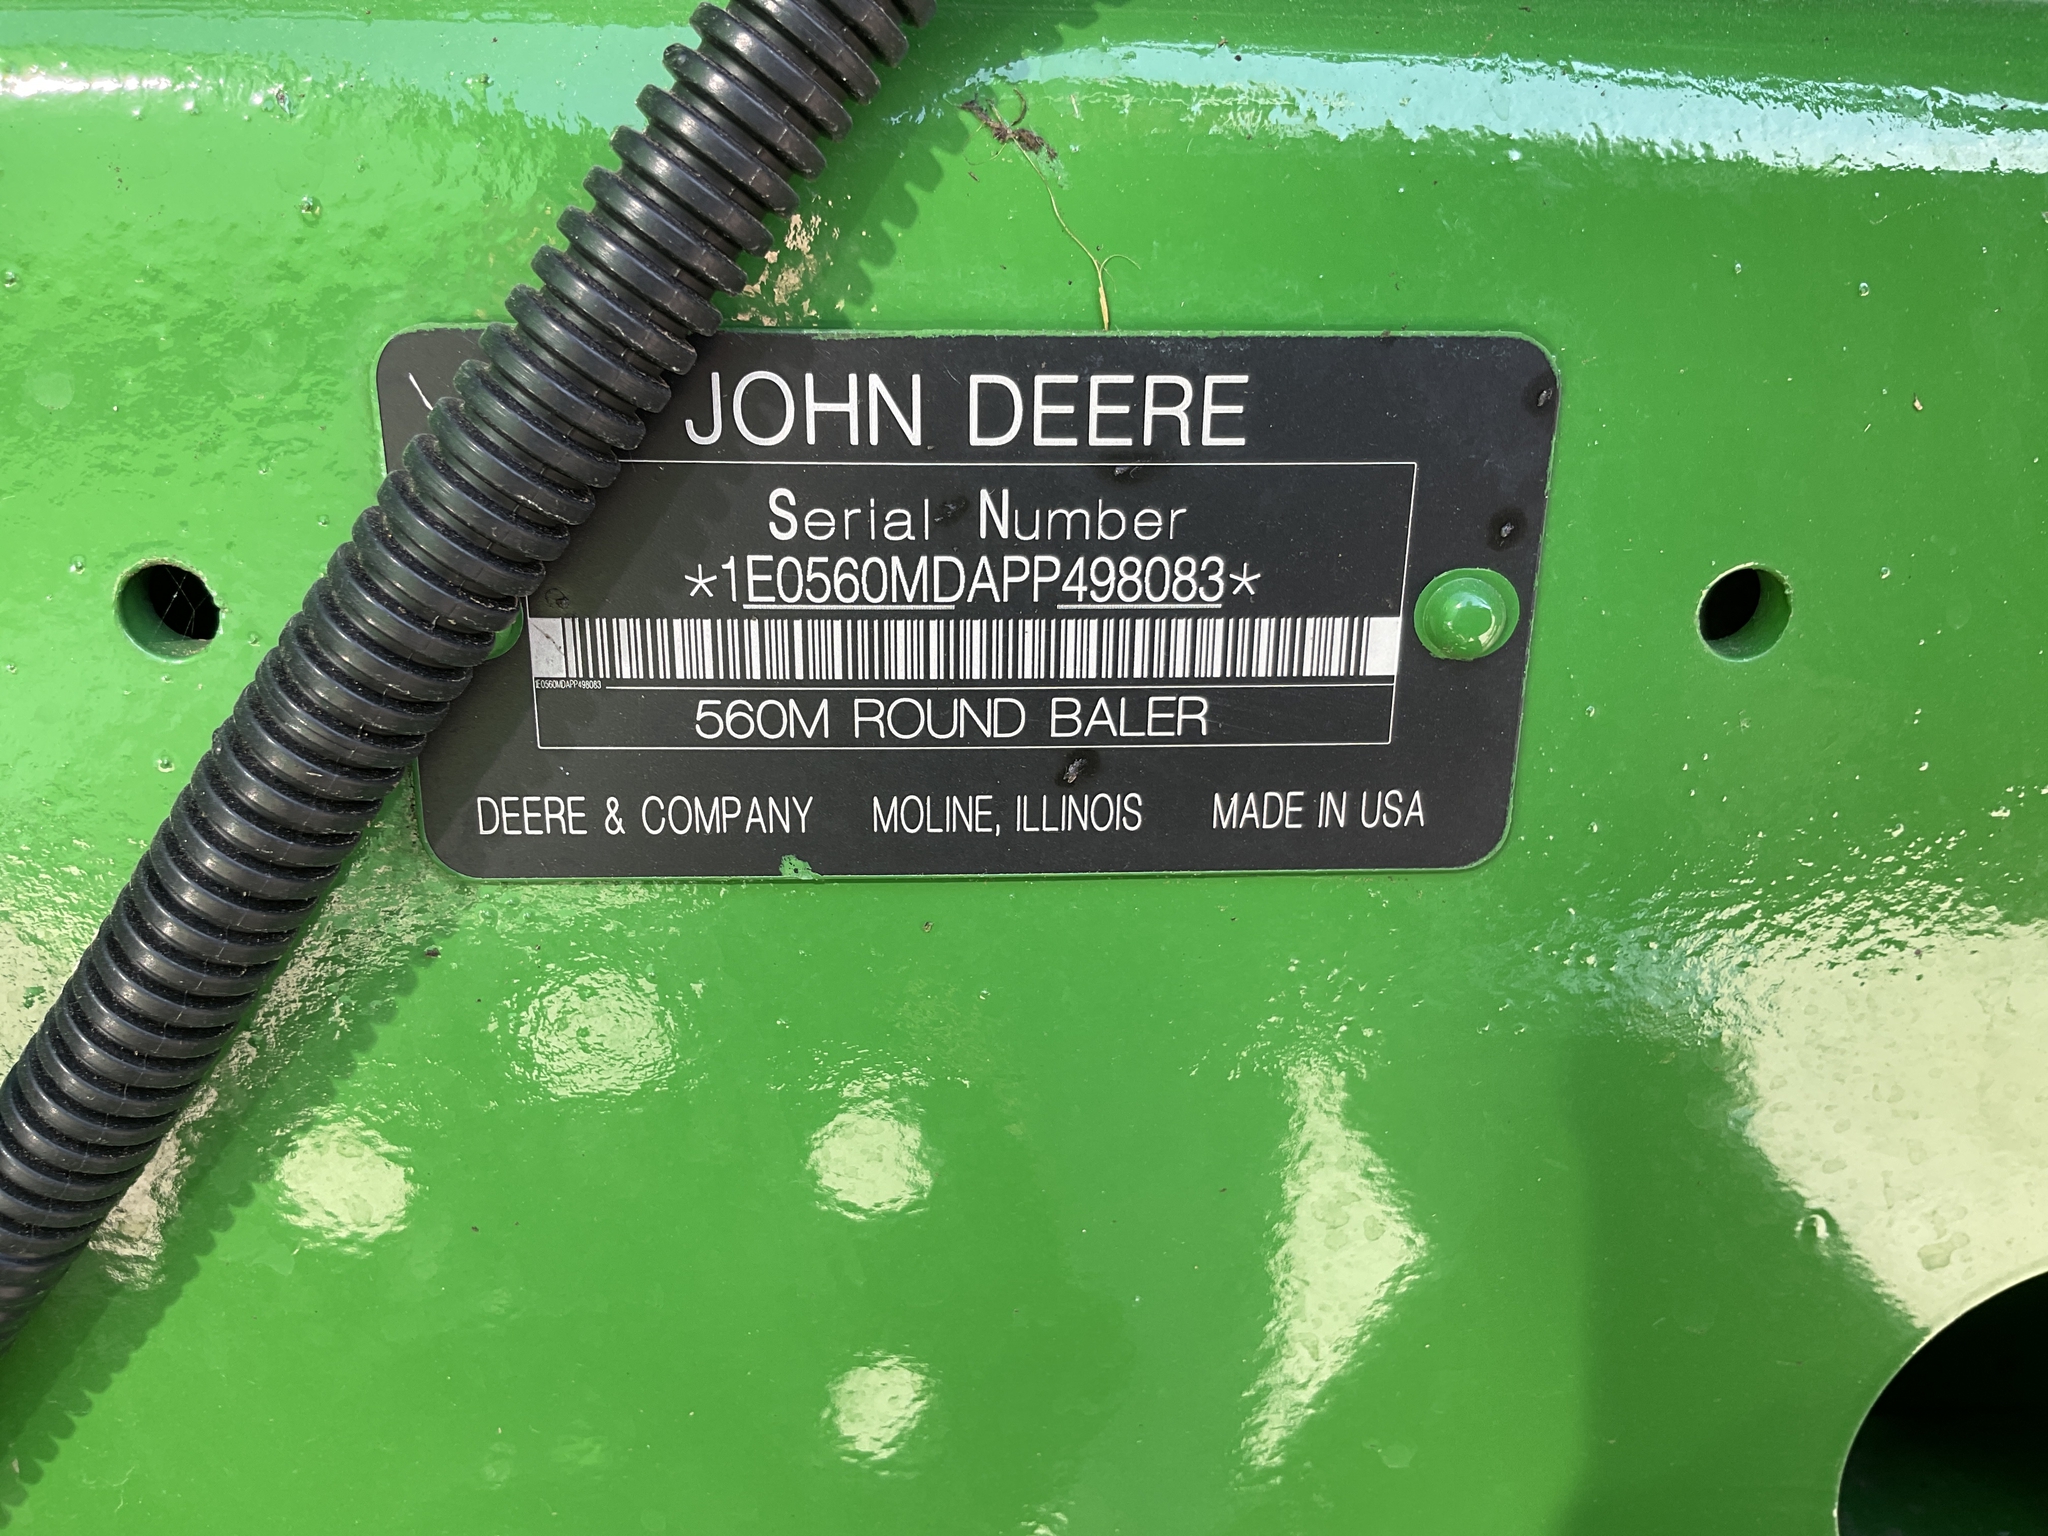 JOHN DEERE
Serial Number
*1E0560MDAPP498083*
1E0560MDAPP498083
560M ROUND BALER
DEERE & COMPANY MOLINE, ILLINOIS MADE IN USA